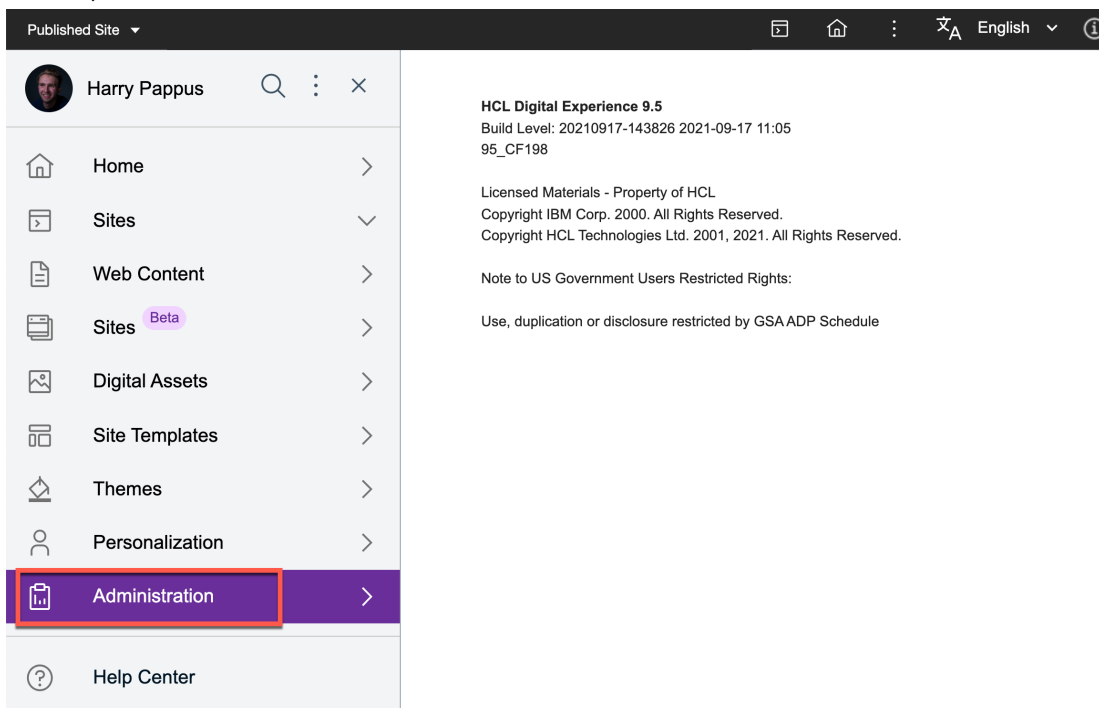 Published Site
English
Harry Pappus
Home
Sites
Web Content
Sites Beta
Digital Assets
Site Templates
Themes
Personalization
Administration
Help Center
HCL Digital Experience 9.5
Build Level: 20210917-143826 2021-09-17 11:05
95_CF198
Licensed Materials - Property of HCL
Copyright IBM Corp. 2000. All Rights Reserved.
Copyright HCL Technologies Ltd. 2001, 2021. All Rights Reserved.
Note to US Government Users Restricted Rights:
Use, duplication or disclosure restricted by GSA ADP Schedule